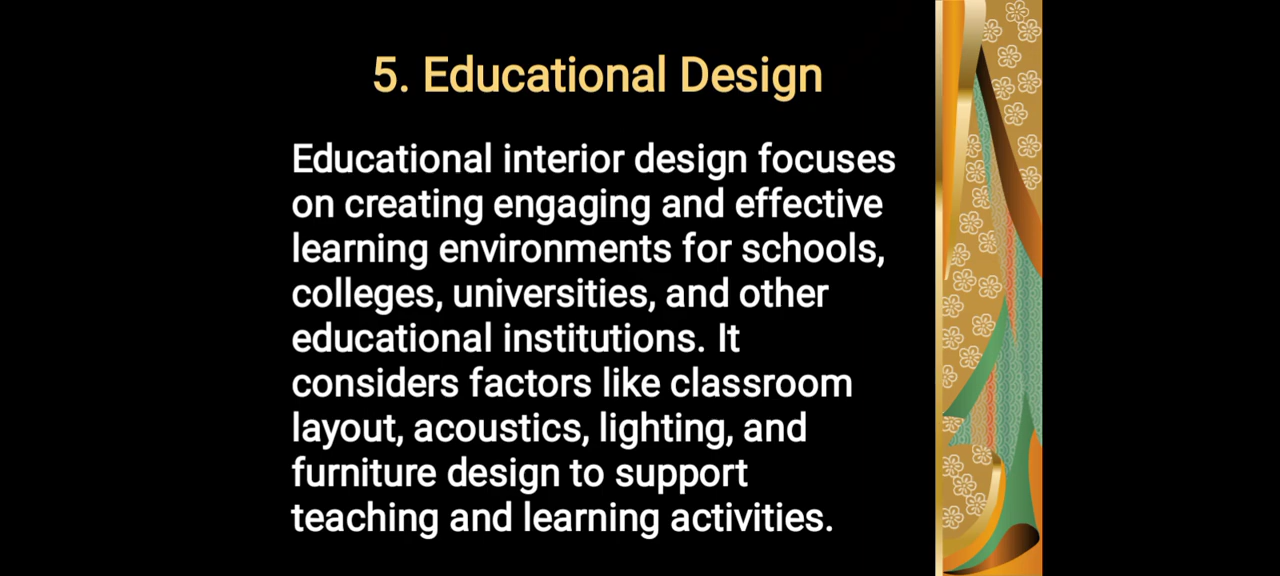 5. Educational Design
Educational interior design focuses
on creating engaging and effective
learning environments for schools,
colleges, universities, and other
educational institutions. It
considers factors like classroom
layout, acoustics, lighting, and
furniture design to support
teaching and learning activities.